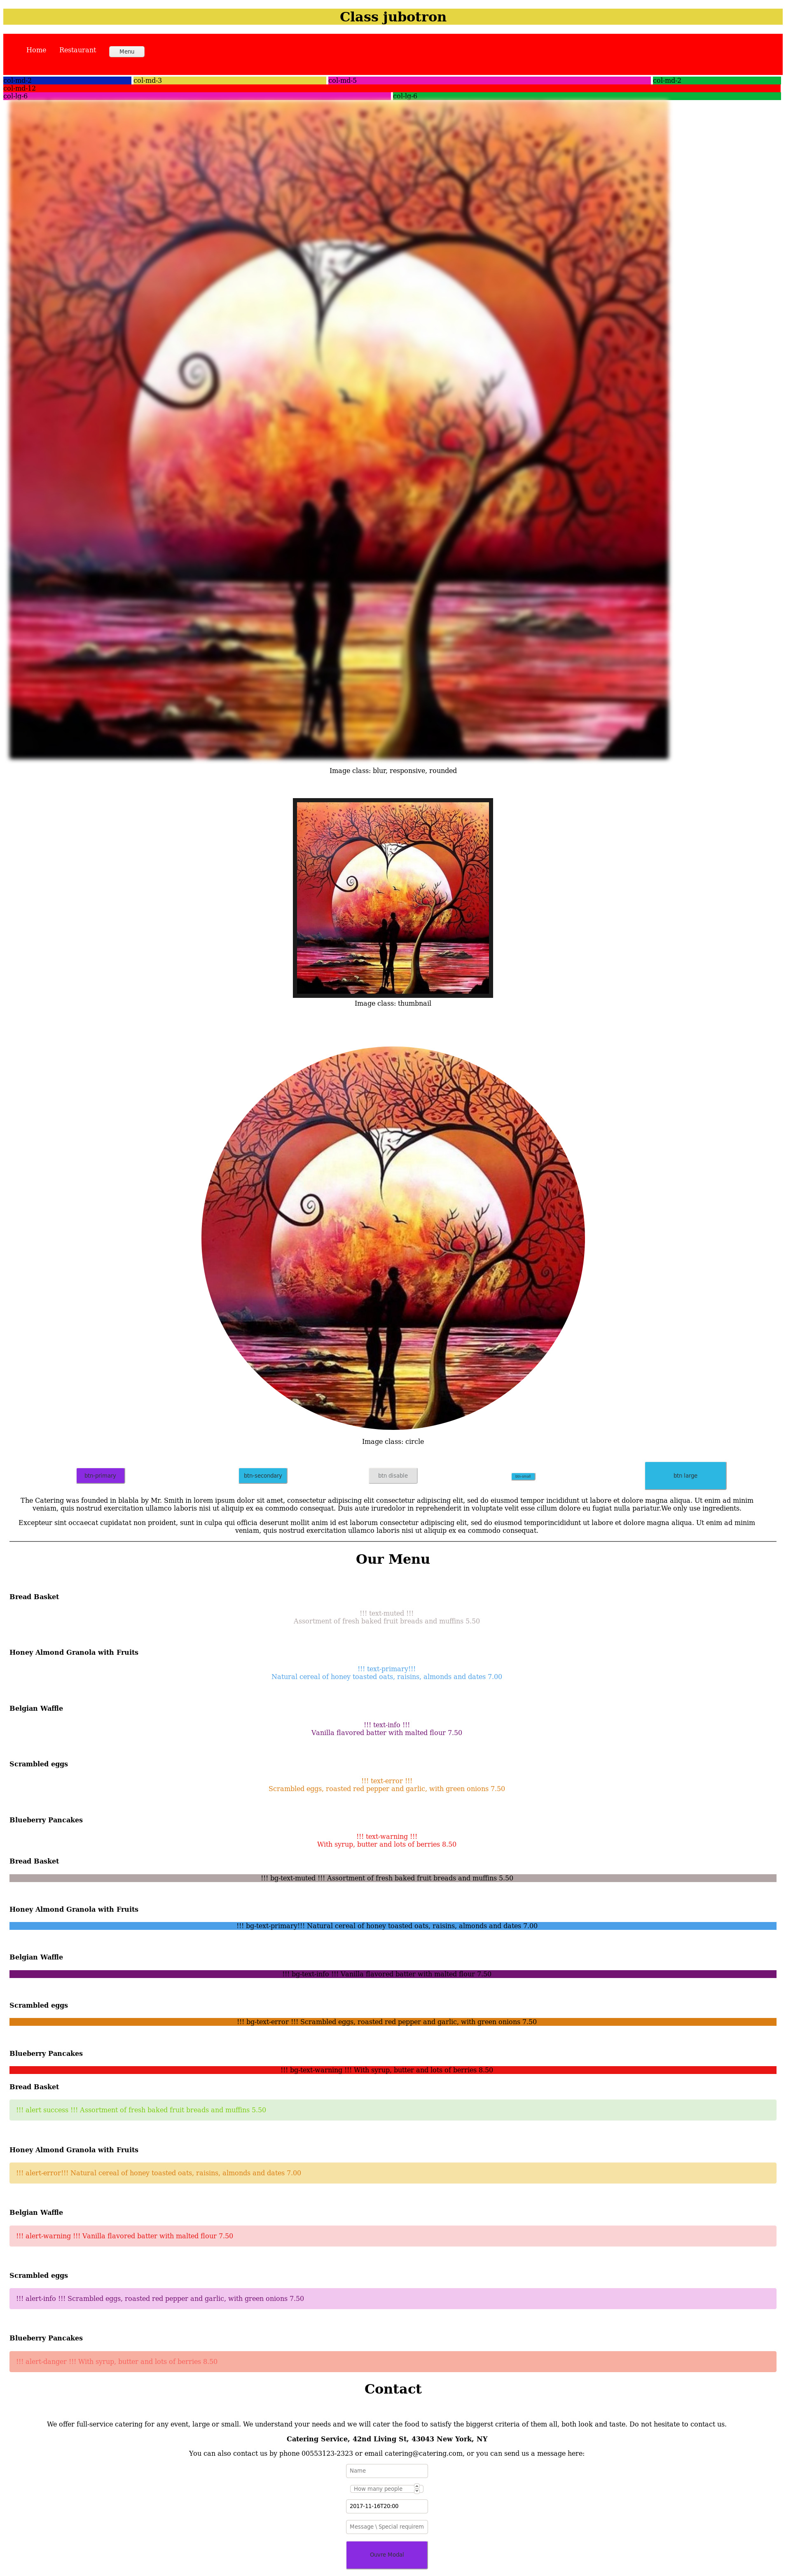 Class jubotron
Home Restaurant Menu
col-md-2 col-md-3 col-md-5 col-md-2
col-md-12
col-lg-6 col-lg-6
Image class: blur, responsive, rounded
Image class: thumbnail
Image class: circle
btn-primary btn-secondary btn disable btn large
The Catering was founded in blabla by Mr. Smith in lorem ipsum dolor sit amet, consectetur adipiscing elit consectetur adipiscing elit, sed do eiusmod tempor incididunt ut labore et dolore magna aliqua. Ut enim ad minim
veniam, quis nostrud exercitation ullamco laboris nisi ut aliquip ex ea commodo consequat. Duis aute iruredolor in reprehenderit in voluptate velit esse cillum dolore eu fugiat nulla pariatur.We only use ingredients.
Excepteur sint occaecat cupidatat non proident, sunt in culpa qui officia deserunt mollit anim id est laborum consectetur adipiscing elit, sed do eiusmod temporincididunt ut labore et dolore magna aliqua. Ut enim ad minim
veniam, quis nostrud exercitation ullamco laboris nisi ut aliquip ex ea commodo consequat.
Our Menu
Bread Basket
!!! text-muted !!!
Assortment of fresh baked fruit breads and muffins 5.50
Honey Almond Granola with Fruits
!!! text-primary!!!
Natural cereal of honey toasted oats, raisins, almonds and dates 7.00
Belgian Waffle
!!! text-info !!!
Vanilla flavored batter with malted flour 7.50
Scrambled eggs
!!! text-error !!!
Scrambled eggs, roasted red pepper and garlic, with green onions 7.50
Blueberry Pancakes
!!! text-warning !!!
With syrup, butter and lots of berries 8.50
Bread Basket
!!! bg-text-muted !!! Assortment of fresh baked fruit breads and muffins 5.50
Honey Almond Granola with Fruits
!!! bg-text-primary!!! Natural cereal of honey toasted oats, raisins, almonds and dates 7.00
Belgian Waffle
!!! bg-text-info !!! Vanilla flavored batter with malted flour 7.50
Scrambled eggs
!!! bg-text-error !!! Scrambled eggs, roasted red pepper and garlic, with green onions 7.50
Blueberry Pancakes
!!! bg-text-warning !!! With syrup, butter and lots of berries 8.50
Bread Basket
!!! alert success !!! Assortment of fresh baked fruit breads and muffins 5.50
Honey Almond Granola with Fruits
!!! alert-error!!! Natural cereal of honey toasted oats, raisins, almonds and dates 7.00
Belgian Waffle
!!! alert-warning !!! Vanilla flavored batter with malted flour 7.50
Scrambled eggs
!!! alert-info !!! Scrambled eggs, roasted red pepper and garlic, with green onions 7.50
Blueberry Pancakes
!!! alert-danger !!! With syrup, butter and lots of berries 8.50
Contact
We offer full-service catering for any event, large or small. We understand your needs and we will cater the food to satisfy the biggest criteria of them all, both look and taste. Do not hesitate to contact us.
Catering Service, 42nd Living St, 43043 New York, NY
You can also contact us by phone 00553123-2323 or email catering@catering.com, or you can send us a message here:
Name
How many people
2017-11-16T20:00
Message \ Special requirem
Ouvre Modal